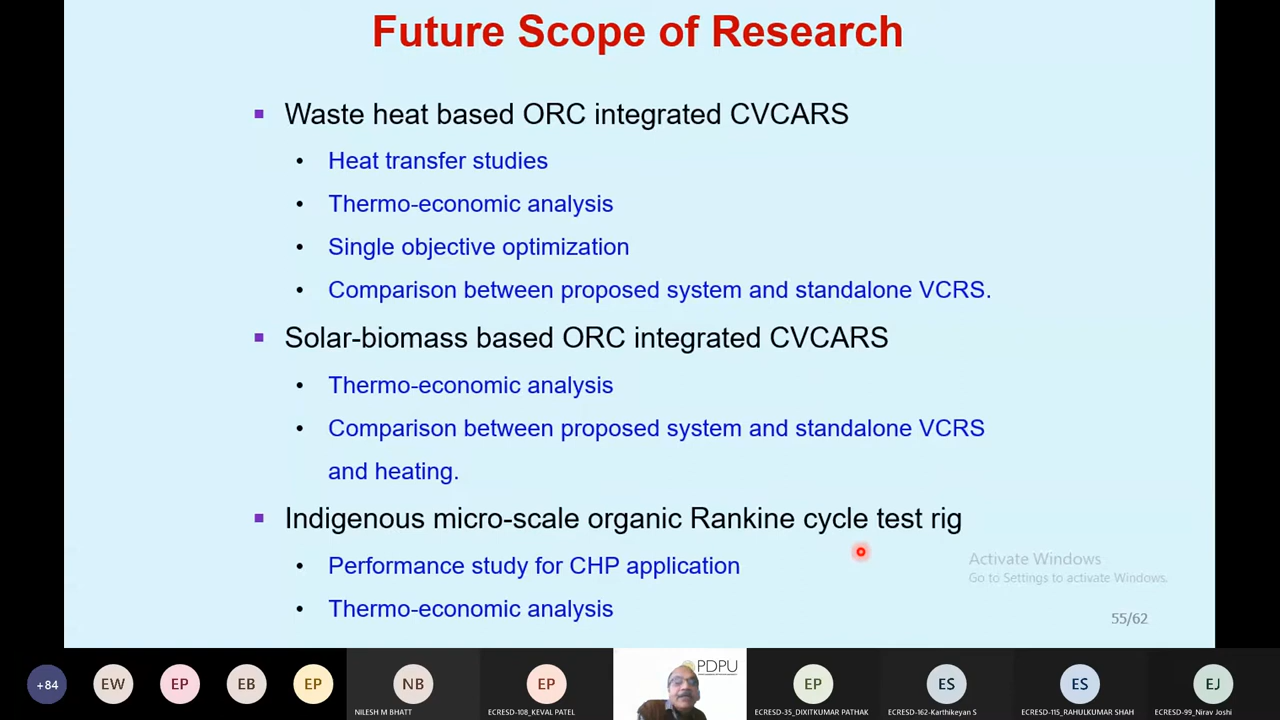 Future Scope of Research
Waste heat based ORC integrated CVCARS
Heat transfer studies
Thermo-economic analysis
Single objective optimization
Comparison between proposed system and standalone VCRS.
Solar-biomass based ORC integrated CVCARS
Thermo-economic analysis
Comparison between proposed system and standalone VCRS
and heating.
Indigenous micro-scale organic Rankine cycle test rig
Performance study for CHP application
Thermo-economic analysis
Activate Windows
Go to Settings to activate Windows.
55/62
+84
EW
EP
EB
EP
NB
NILESH M BHATT
EP
ECRESD-108_KEVAL PATEL
PDPU
EP
ECRESD-35_DIXITKUMAR PATHAK
ES
ECRESD-162-Karthikeyan S
ES
ECRESD-115_RAHULKUMAR SHAH
EJ
ECRESD-99_Nirav Joshi